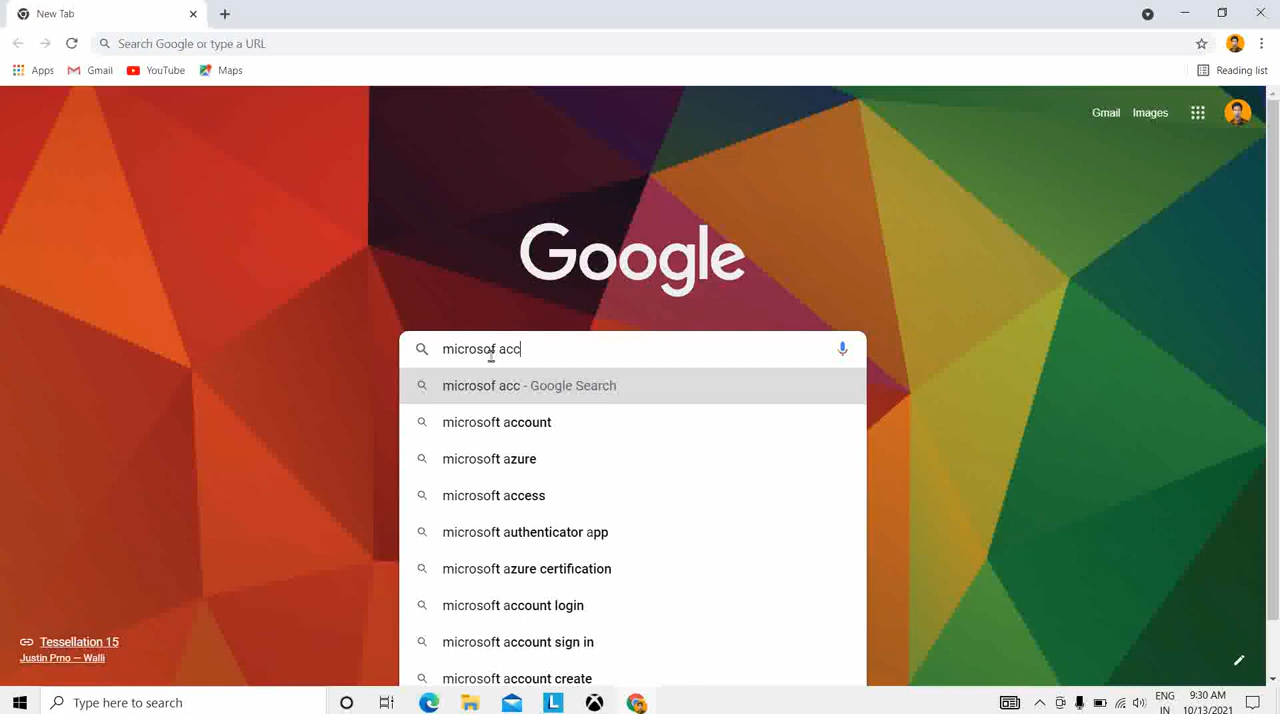 New Tab
Search Google or type a URL
Apps Gmail YouTube Maps Reading list
Gmail Images
Google
microsof acc
microsof acc - Google Search
microsoft account
microsoft azure
microsoft access
microsoft authenticator app
microsoft azure certification
microsoft account login
microsoft account sign in
microsoft account create
Tessellation 15
Justin Prno — Walli
Type here to search
L
ENG
IN
9:30 AM
10/13/2021